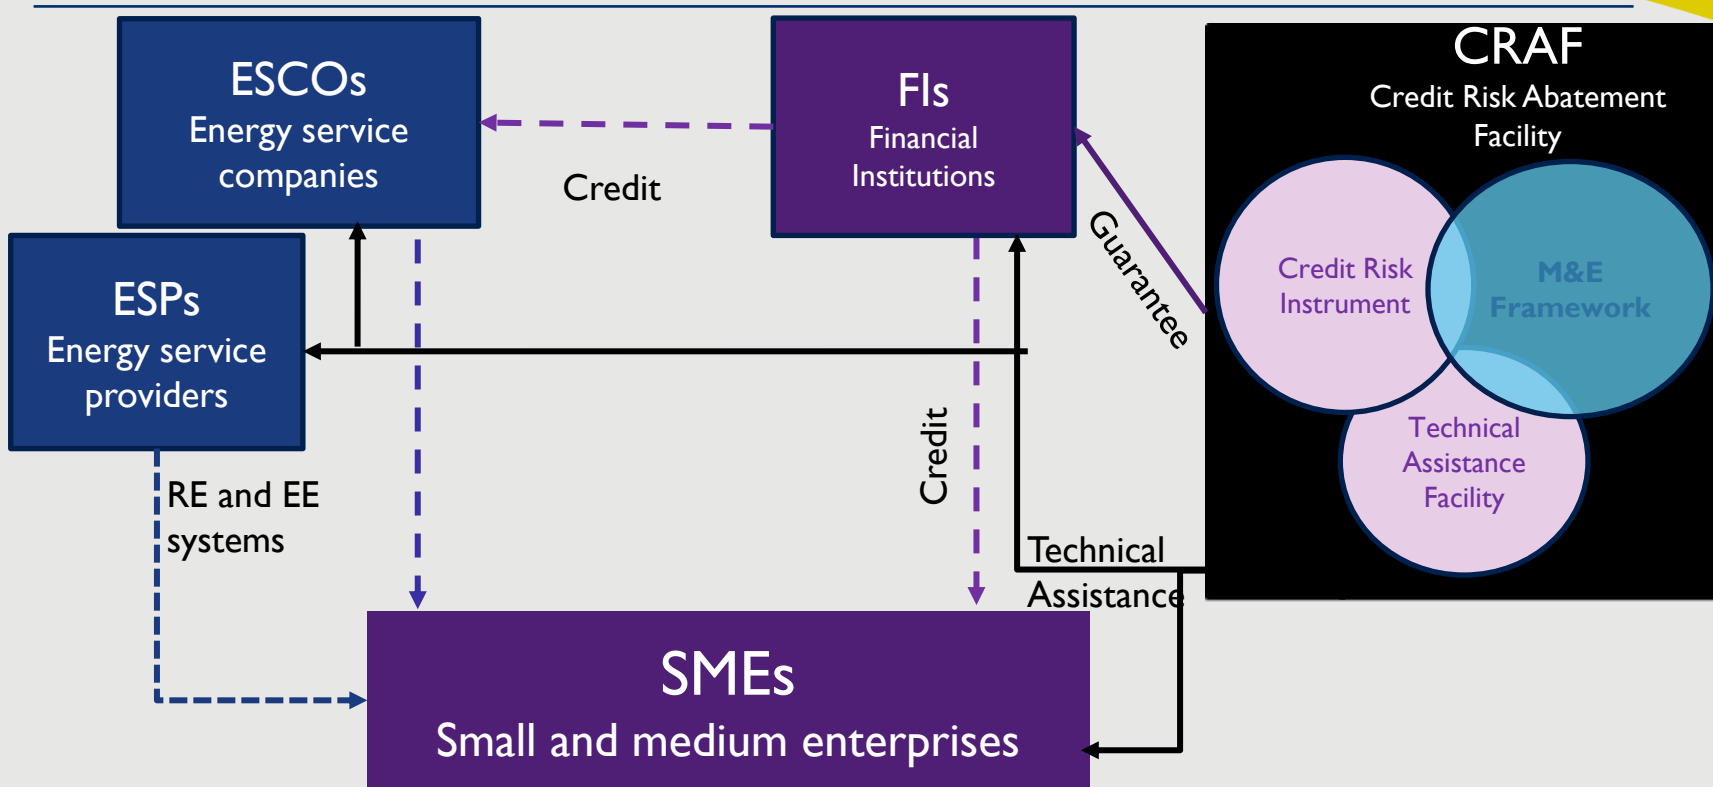 ESCOs
Energy service
companies
FIs
Financial
Institutions
CRAF
Credit Risk Abatement
Facility
Credit
Guarantee
Credit Risk
Instrument
M&E
Framework
ESPs
Energy service
providers
Technical
Assistance
Facility
Credit
RE and EE
systems
Technical
Assistance
SMEs
Small and medium enterprises